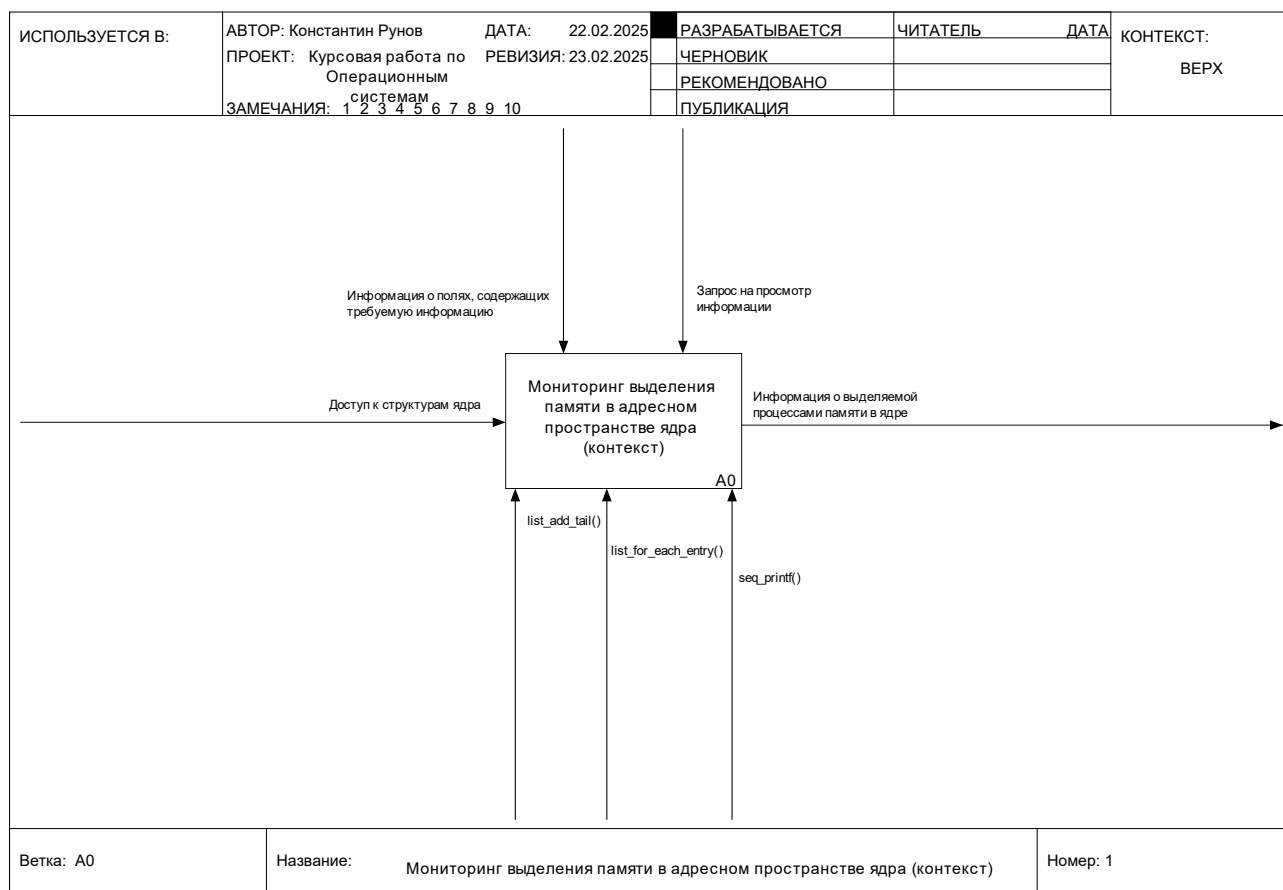 ИСПОЛЬЗУЕТСЯ В:
АВТОР: Константин Рунов
ДАТА: 22.02.2025
ПРОЕКТ: Курсовая работа по
Операционным
системам
РЕВИЗИЯ: 23.02.2025
ЗАМЕЧАНИЯ: 1 2 3 4 5 6 7 8 9 10
РАЗРАБАТЫВАЕТСЯ
ЧЕРНОВИК
РЕКОМЕНДОВАНО
ПУБЛИКАЦИЯ
ЧИТАТЕЛЬ
ДАТА
КОНТЕКСТ:
ВЕРХ
Информация о полях, содержащих
требуемую информацию
Запрос на просмотр
информации
Доступ к структурам ядра
Мониторинг выделения
памяти в адресном
пространстве ядра
(контекст)
A0
Информация о выделяемой
процессами памяти в ядре
list_add_tail()
list_for_each_entry()
seq_printf()
Ветка: A0
Название:
Мониторинг выделения памяти в адресном пространстве ядра (контекст)
Номер: 1